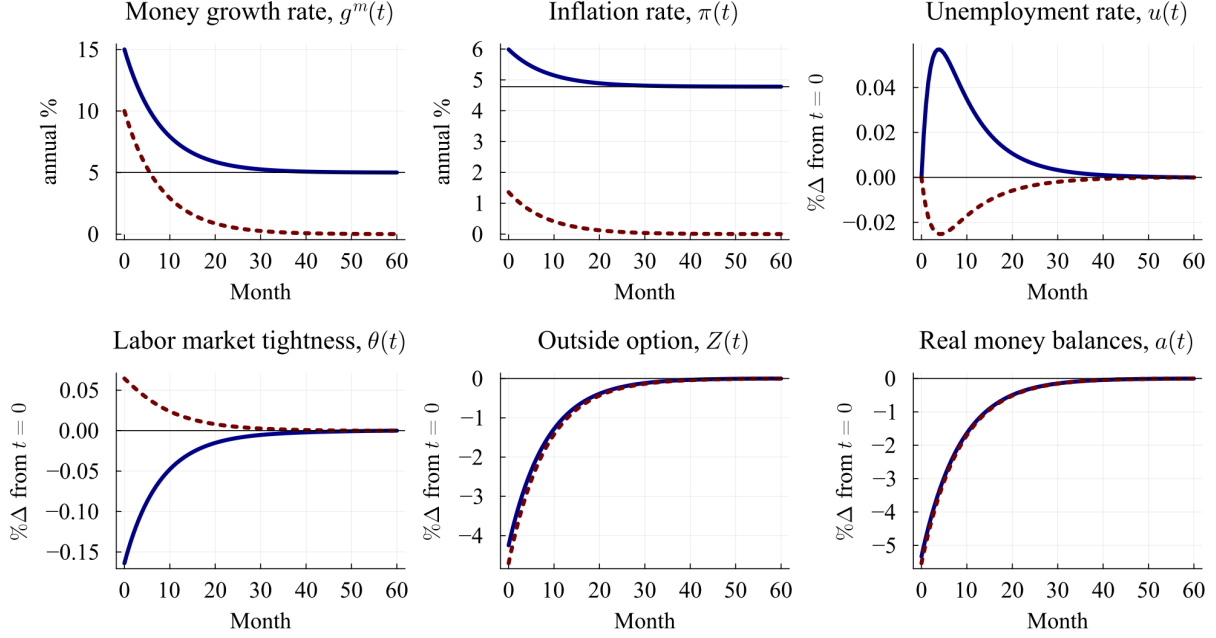 Money growth rate, g^m(t)
annual %
15
10
5
0
0 10 20 30 40 50 60
Month
Inflation rate, π(t)
annual %
6
5
4
3
2
1
0
0 10 20 30 40 50 60
Month
Unemployment rate, u(t)
%Δ from t = 0
0.04
0.02
0.00
−0.02
0 10 20 30 40 50 60
Month
Labor market tightness, θ(t)
%Δ from t = 0
0.05
0.00
−0.05
−0.10
−0.15
0 10 20 30 40 50 60
Month
Outside option, Z(t)
%Δ from t = 0
0
−1
−2
−3
−4
0 10 20 30 40 50 60
Month
Real money balances, a(t)
%Δ from t = 0
0
−1
−2
−3
−4
−5
0 10 20 30 40 50 60
Month